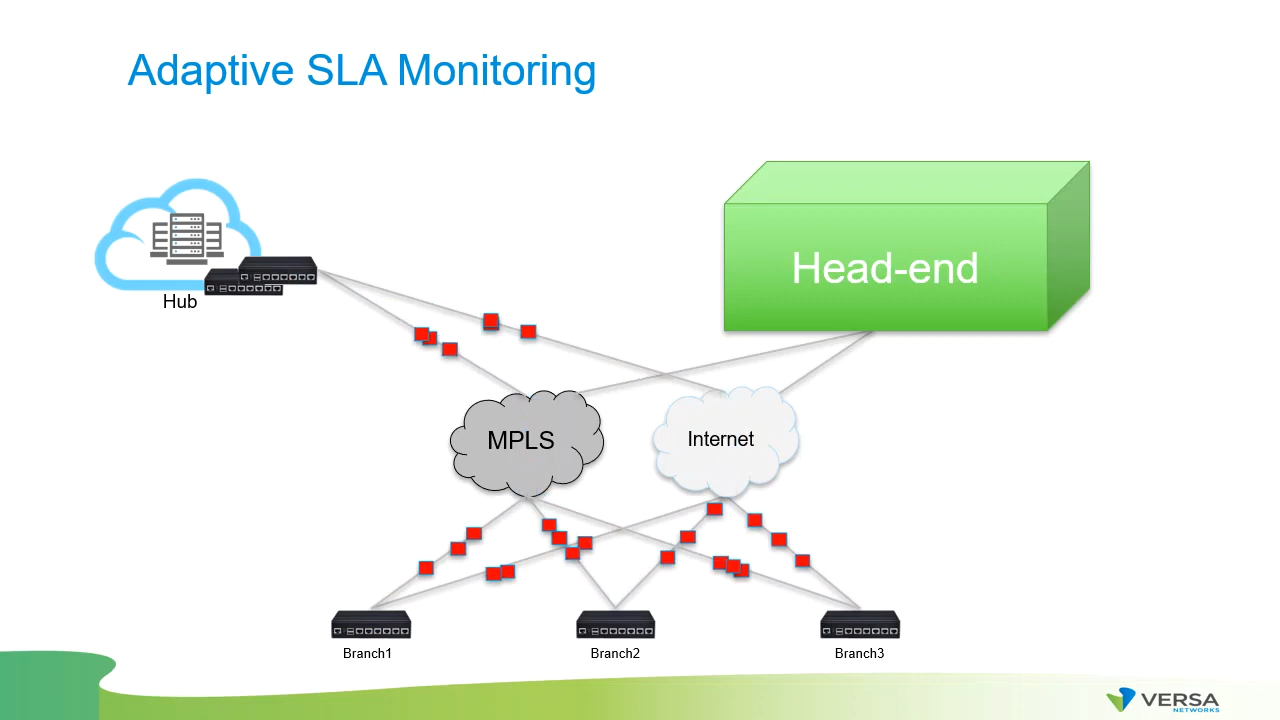 Adaptive SLA Monitoring
Head-end
Hub
MPLS
Internet
Branch1
Branch2
Branch3
VERSA
NETWORKS